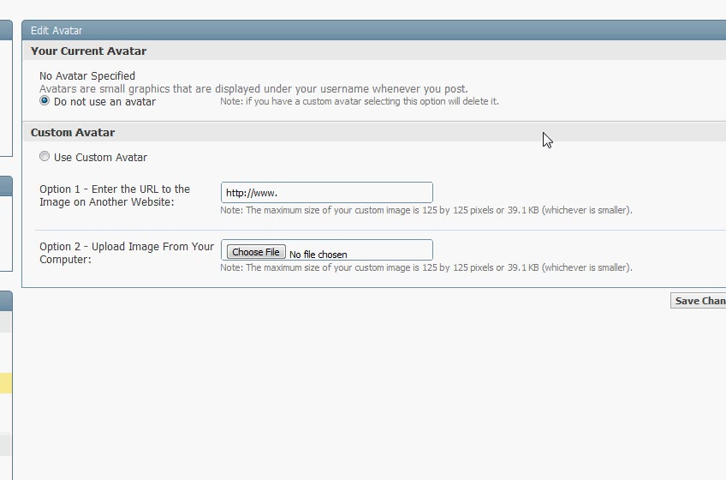 Edit Avatar
Your Current Avatar
No Avatar Specified
Avatars are small graphics that are displayed under your username whenever you post.
Do not use an avatar
Note: if you have a custom avatar selecting this option will delete it.
Custom Avatar
Use Custom Avatar
Option 1 - Enter the URL to the
Image on Another Website:
http://www.
Note: The maximum size of your custom image is 125 by 125 pixels or 39.1 KB (whichever is smaller).
Option 2 - Upload Image From Your
Computer:
Choose File No file chosen
Note: The maximum size of your custom image is 125 by 125 pixels or 39.1 KB (whichever is smaller).
Save Chan